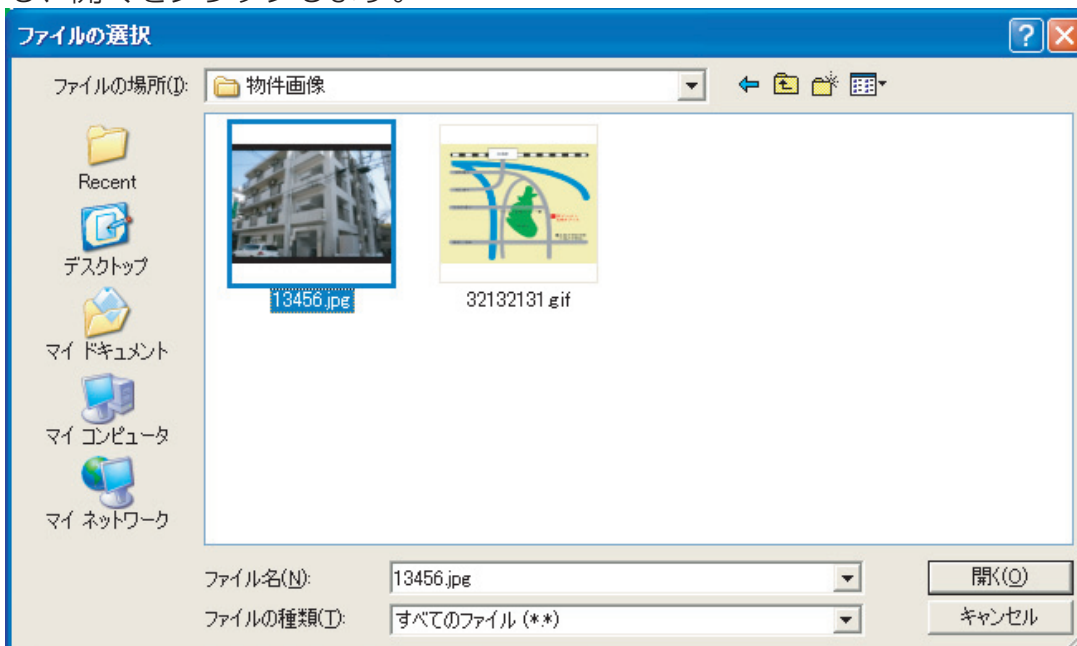 ファイルの選択
ファイルの場所(I):
物件画像
Recent
デスクトップ
マイ ドキュメント
マイ コンピュータ
マイ ネットワーク
13456.jpg
32132131.gif
ファイル名(N):
13456.jpg
開く(O)
ファイルの種類(T):
すべてのファイル (*.*)
キャンセル